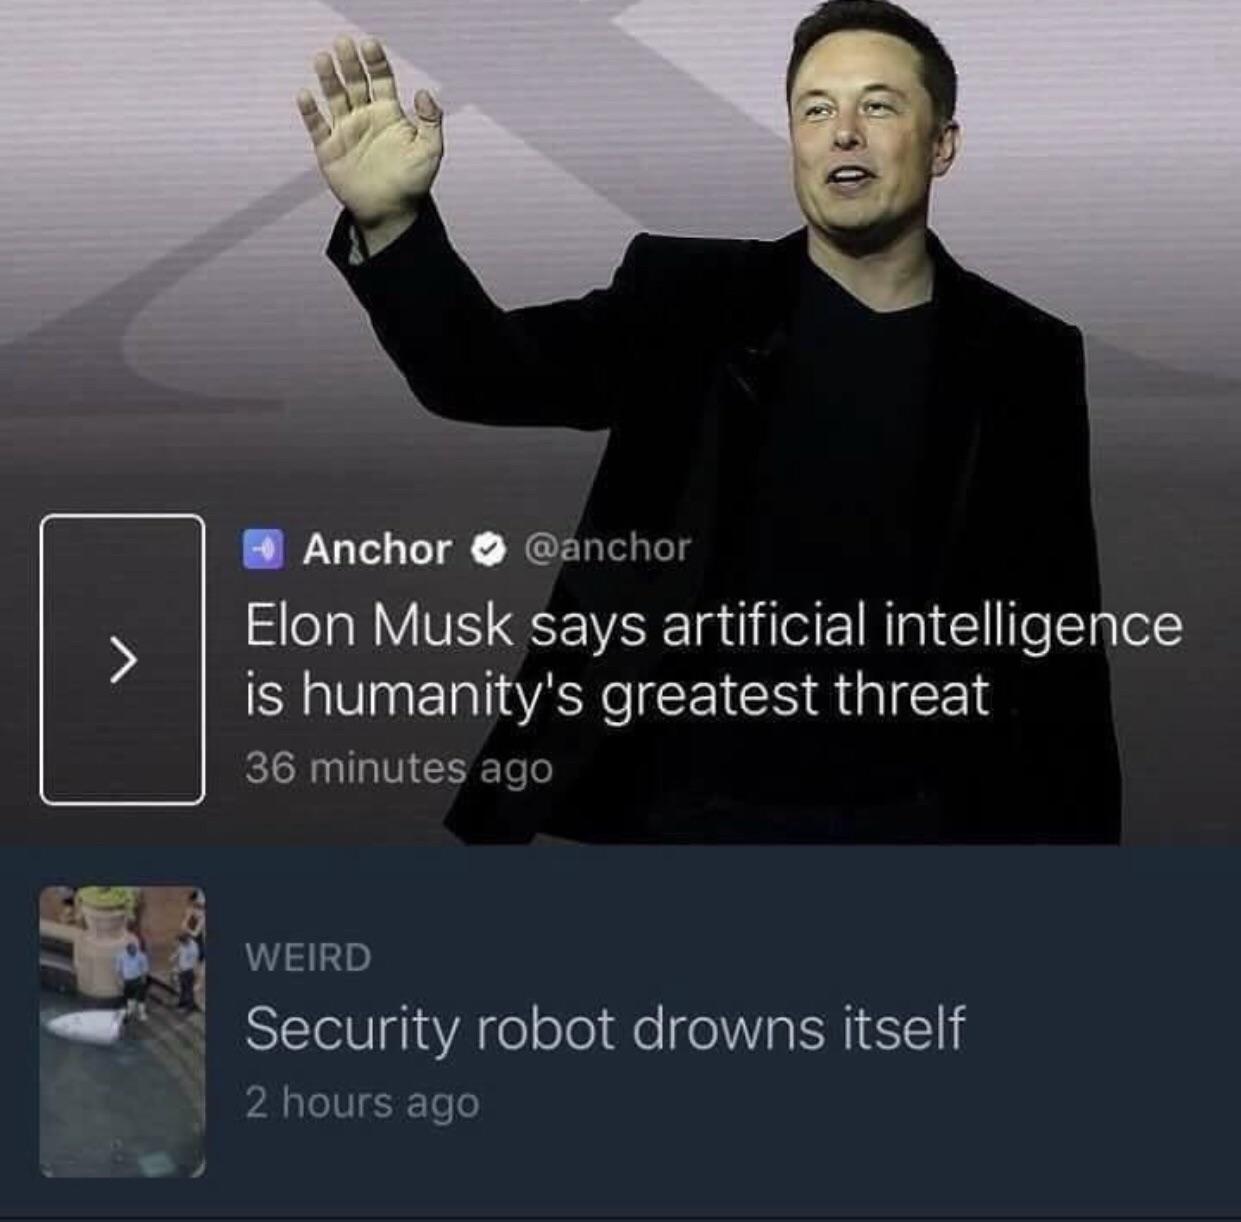 Anchor @anchor
Elon Musk says artificial intelligence
is humanity's greatest threat
36 minutes ago
WEIRD
Security robot drowns itself
2 hours ago